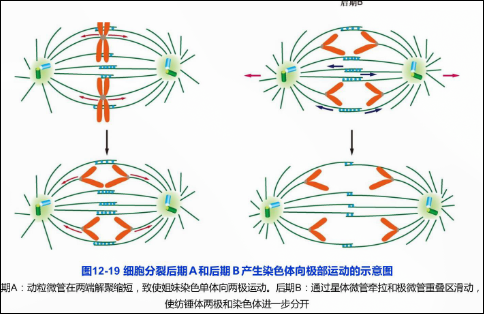 后期B
图12-19 细胞分裂后期A和后期B产生染色体向极部运动的示意图
期A：动粒微管在两端解聚缩短，致使姐妹染色单体向两极运动。后期B：通过星体微管牵拉和极微管重叠区滑动，
使纺锤体两极和染色体进一步分开